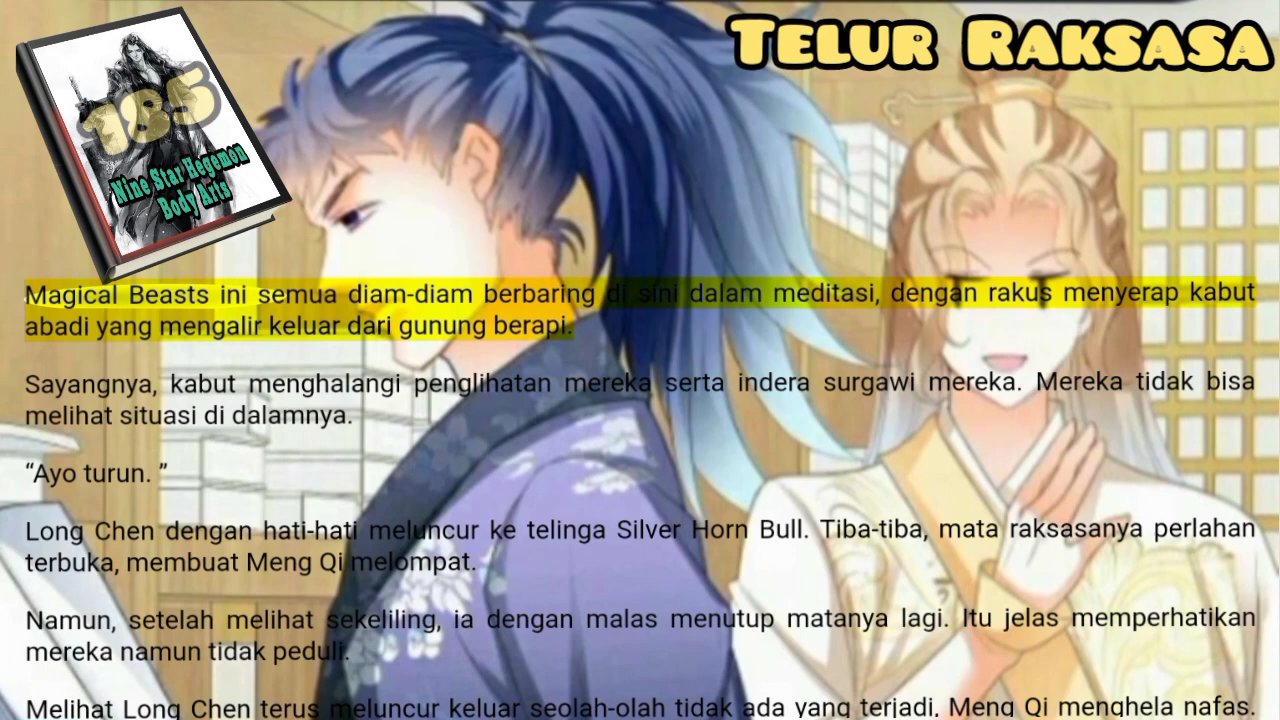 Telur Raksasa
185
Nine Star Hegemon
Body Arts
Magical Beasts ini semua diam-diam berbaring di sini dalam meditasi, dengan rakus menyerap kabut
abadi yang mengalir keluar dari gunung berapi.
Sayangnya, kabut menghalangi penglihatan mereka serta indera surgawi mereka. Mereka tidak bisa
melihat situasi di dalamnya.
“Ayo turun. ”
Long Chen dengan hati-hati meluncur ke telinga Silver Horn Bull. Tiba-tiba, mata raksasanya perlahan
terbuka, membuat Meng Qi melompat.
Namun, setelah melihat sekeliling, ia dengan malas menutup matanya lagi. Itu jelas memperhatikan
mereka namun tidak peduli.
Melihat Long Chen terus meluncur keluar seolah-olah tidak ada yang terjadi, Meng Qi menghela nafas.